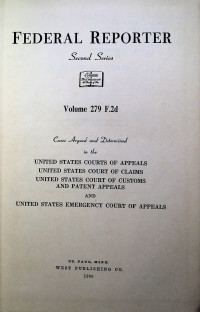 FEDERAL REPORTER
Second Series
Volume 279 F.2d
Cases Argued and Determined
in the
UNITED STATES COURTS OF APPEALS
UNITED STATES COURT OF CLAIMS
UNITED STATES COURT OF CUSTOMS
AND PATENT APPEALS
AND
UNITED STATES EMERGENCY COURT OF APPEALS
ST. PAUL, MINN.
WEST PUBLISHING CO.
1960